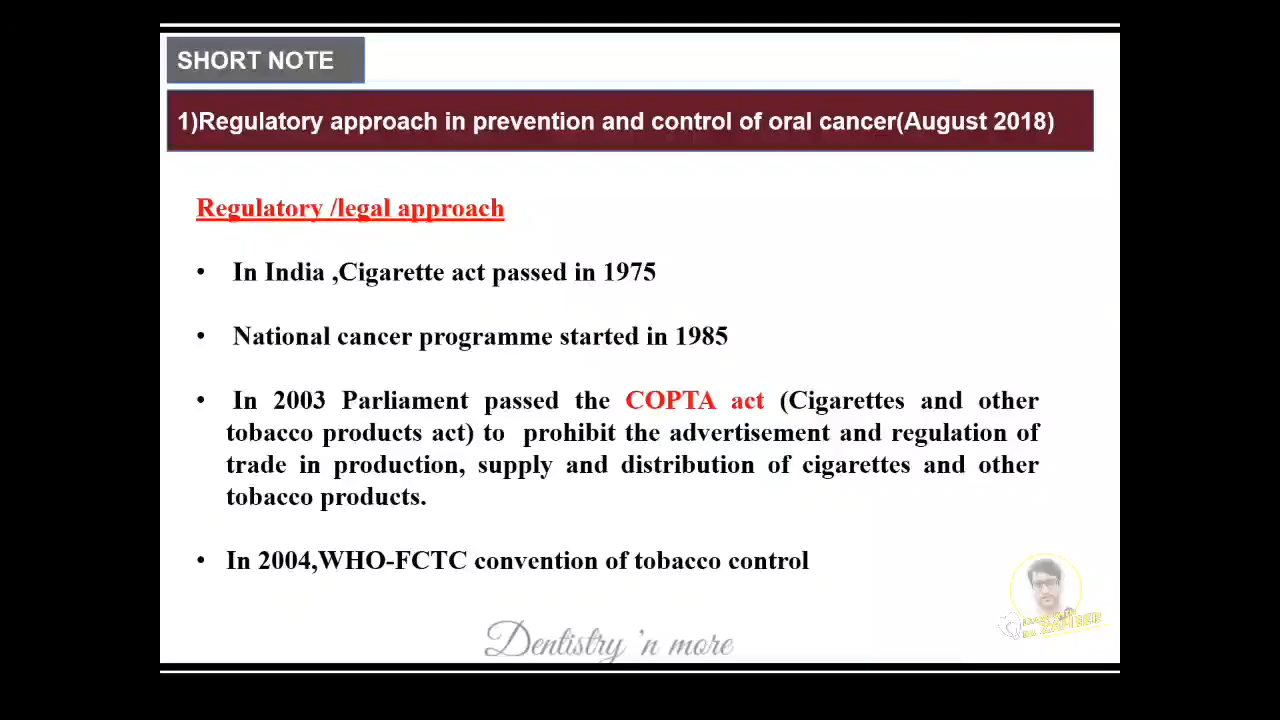 SHORT NOTE
1)Regulatory approach in prevention and control of oral cancer(August 2018)
Regulatory /legal approach
• In India ,Cigarette act passed in 1975
• National cancer programme started in 1985
• In 2003 Parliament passed the COPTA act (Cigarettes and other
tobacco products act) to prohibit the advertisement and regulation of
trade in production, supply and distribution of cigarettes and other
tobacco products.
• In 2004,WHO-FCTC convention of tobacco control
Dentistry 'n more